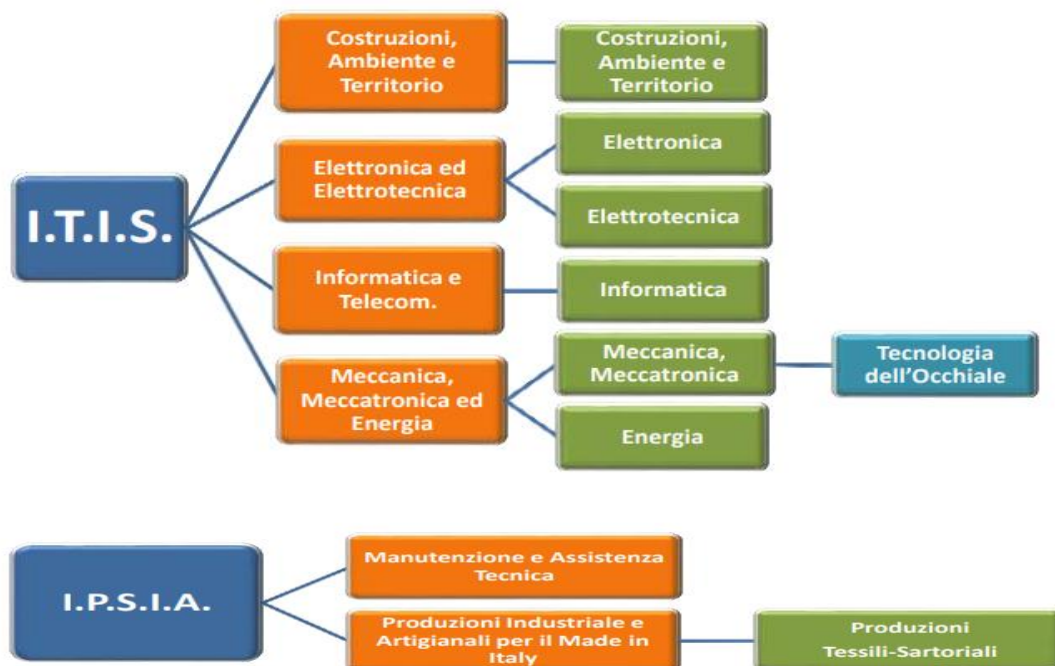 I.T.I.S.
Costruzioni,
Ambiente e
Territorio
Costruzioni,
Ambiente e
Territorio
Elettronica ed
Elettrotecnica
Elettronica
Elettrotecnica
Informatica e
Telecom.
Informatica
Meccanica,
Meccatronica ed
Energia
Meccanica,
Meccatronica
Tecnologia
dell'Occhiale
Energia
I.P.S.I.A.
Manutenzione e Assistenza
Tecnica
Produzioni Industriale e
Artigianali per il Made in
Italy
Produzioni
Tessili-Sartoriali